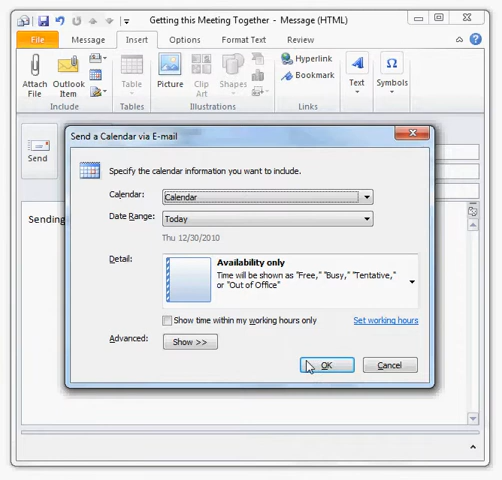 Getting this Meeting Together - Message (HTML)
File Message Insert Options Format Text Review
Attach File
Outlook Item
Table
Picture
Clip Art
Shapes
Hyperlink
Bookmark
Text
Symbols
Include Tables Illustrations Links
Send
Sending
Send a Calendar via E-mail
Specify the calendar information you want to include.
Calendar: Calendar
Date Range: Today
Thu 12/30/2010
Detail: Availability only
Time will be shown as "Free," "Busy," "Tentative,"
or "Out of Office"
Show time within my working hours only Set working hours
Advanced: Show >>
OK Cancel